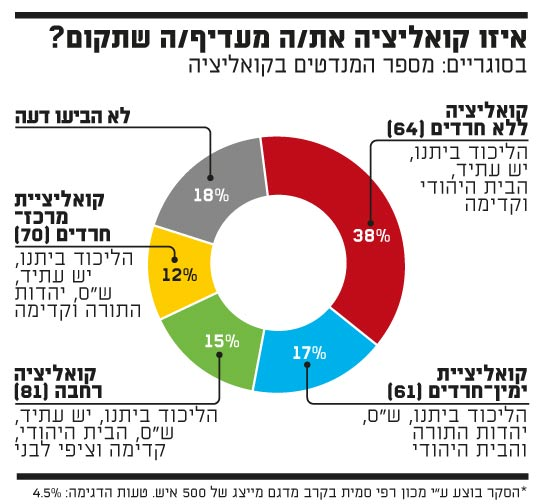 איזו קואליציה את/ה מעדיף/ה שתקום?
בסוגריים: מספר המנדטים בקואליציה
קואליציה
ללא חרדים (64)
הליכוד ביתנו,
יש עתיד,
הבית היהודי
וקדימה
38%
לא הביעו דעה
18%
קואליציית
מרכז־
חרדים (70)
הליכוד ביתנו,
יש עתיד,
ש"ס, יהדות
התורה וקדימה
12%
קואליציית
ימין־חרדים (61)
הליכוד ביתנו, ש"ס,
יהדות התורה
והבית היהודי
17%
קואליציה
רחבה (81)
הליכוד ביתנו, יש עתיד,
ש"ס, הבית היהודי,
קדימה וציפי לבני
15%
*הסקר בוצע ע"י מכון רפי סמית בקרב מדגם מייצג של 500 איש. טעות הדגימה: 4.5%